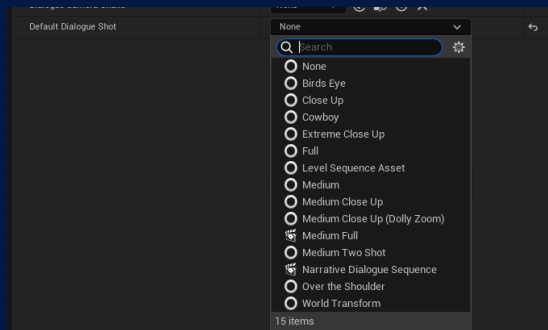 Default Dialogue Shot
None
Search
None
Birds Eye
Close Up
Cowboy
Extreme Close Up
Full
Level Sequence Asset
Medium
Medium Close Up
Medium Close Up (Dolly Zoom)
Medium Full
Medium Two Shot
Narrative Dialogue Sequence
Over the Shoulder
World Transform
15 items